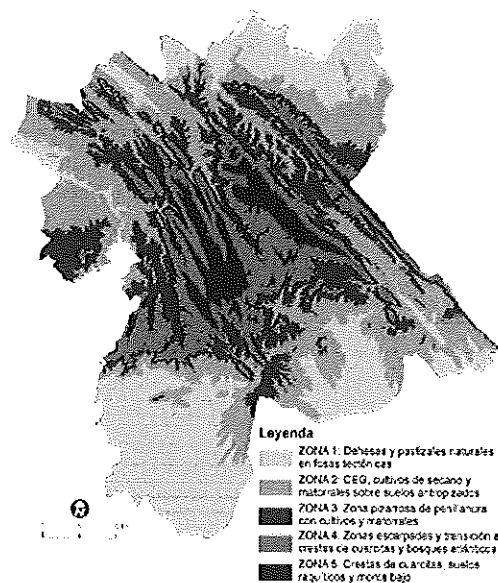 Leyenda
ZONA 1: Dehesas y pastizales naturales
en fosas tectónicas
ZONA 2: CEG, cultivos de secano y
matorrales sobre suelos antropizados
ZONA 3: Zona pizarrosa de penillanura
con cultivos y matorrales
ZONA 4: Zonas escarpadas y transición a
crestas de cuarcitas y bosques atlánticos
ZONA 5: Crestas de cuarcitas, suelos
raquíticos y monte bajo